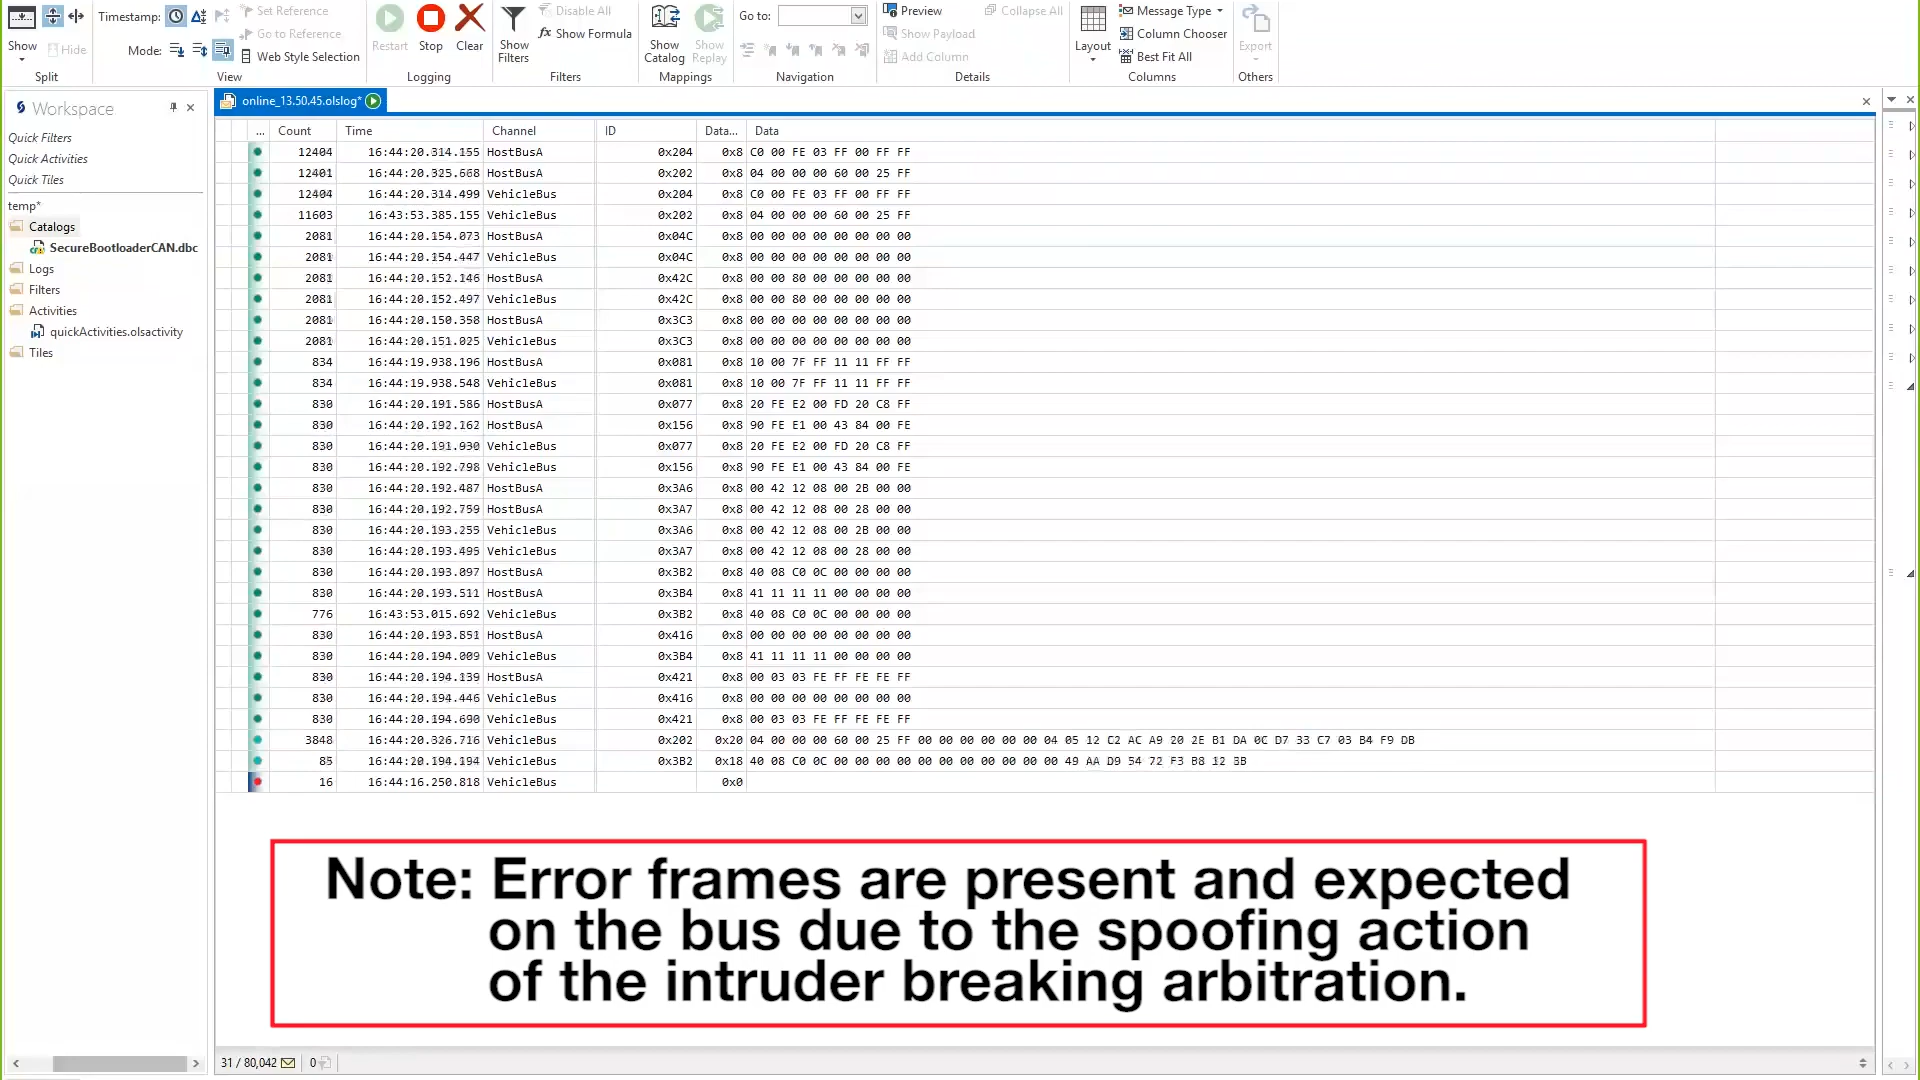 Show
Hide
Split
Timestamp:
Mode:
Set Reference
Go to Reference
Web Style Selection
View
Restart
Stop
Clear
Logging
Show Filters
Disable All
fx Show Formula
Filters
Show Catalog
Show Replay
Mappings
Go to:
Navigation
Preview
Show Payload
Add Column
Collapse All
Details
Layout
Message Type
Column Chooser
Best Fit All
Columns
Export
Others
Workspace
Quick Filters
Quick Activities
Quick Tiles
temp*
Catalogs
SecureBootloaderCAN.dbc
Logs
Filters
Activities
quickActivities.olsactivity
Tiles
online_13.50.45.olslog*
... Count Time Channel ID Data... Data
12404 16:44:20.314.155 HostBusA 0x204 0x8 C0 00 FE 03 FF 00 FF FF
12401 16:44:20.325.668 HostBusA 0x202 0x8 04 00 00 00 60 00 25 FF
12404 16:44:20.314.499 VehicleBus 0x204 0x8 C0 00 FE 03 FF 00 FF FF
11603 16:43:53.385.155 VehicleBus 0x202 0x8 04 00 00 00 60 00 25 FF
2081 16:44:20.154.073 HostBusA 0x04C 0x8 00 00 00 00 00 00 00 00
2081 16:44:20.154.447 VehicleBus 0x04C 0x8 00 00 00 00 00 00 00 00
2081 16:44:20.152.146 HostBusA 0x42C 0x8 00 00 80 00 00 00 00 00
2081 16:44:20.152.497 VehicleBus 0x42C 0x8 00 00 80 00 00 00 00 00
2081 16:44:20.150.358 HostBusA 0x3C3 0x8 00 00 00 00 00 00 00 00
2081 16:44:20.151.025 VehicleBus 0x3C3 0x8 00 00 00 00 00 00 00 00
834 16:44:19.938.196 HostBusA 0x081 0x8 10 00 7F FF 11 11 FF FF
834 16:44:19.938.548 VehicleBus 0x081 0x8 10 00 7F FF 11 11 FF FF
830 16:44:20.191.586 HostBusA 0x077 0x8 20 FE E2 00 FD 20 C8 FF
830 16:44:20.192.162 HostBusA 0x156 0x8 90 FE E1 00 43 84 00 FE
830 16:44:20.191.930 VehicleBus 0x077 0x8 20 FE E2 00 FD 20 C8 FF
830 16:44:20.192.798 VehicleBus 0x156 0x8 90 FE E1 00 43 84 00 FE
830 16:44:20.192.487 HostBusA 0x3A6 0x8 00 42 12 08 00 2B 00 00
830 16:44:20.192.759 HostBusA 0x3A7 0x8 00 42 12 08 00 28 00 00
830 16:44:20.193.255 VehicleBus 0x3A6 0x8 00 42 12 08 00 2B 00 00
830 16:44:20.193.495 VehicleBus 0x3A7 0x8 00 42 12 08 00 28 00 00
830 16:44:20.193.097 HostBusA 0x3B2 0x8 40 08 C0 0C 00 00 00 00
830 16:44:20.193.511 HostBusA 0x3B4 0x8 41 11 11 11 00 00 00 00
776 16:43:53.015.692 VehicleBus 0x3B2 0x8 40 08 C0 0C 00 00 00 00
830 16:44:20.193.851 HostBusA 0x416 0x8 00 00 00 00 00 00 00 00
830 16:44:20.194.009 VehicleBus 0x3B4 0x8 41 11 11 11 00 00 00 00
830 16:44:20.194.139 HostBusA 0x421 0x8 00 03 03 FE FF FE FE FF
830 16:44:20.194.446 VehicleBus 0x416 0x8 00 00 00 00 00 00 00 00
830 16:44:20.194.690 VehicleBus 0x421 0x8 00 03 03 FE FF FE FE FF
3848 16:44:20.326.716 VehicleBus 0x202 0x20 04 00 00 00 60 00 25 FF 00 00 00 00 00 00 04 05 12 C2 AC A9 20 2E B1 DA 0C D7 33 C7 03 B4 F9 DB
85 16:44:20.194.194 VehicleBus 0x3B2 0x18 40 08 C0 0C 00 00 00 00 00 00 00 00 00 00 00 49 AA D9 54 72 F3 B8 12 3B
16 16:44:16.250.818 VehicleBus 0x0
Note: Error frames are present and expected
on the bus due to the spoofing action
of the intruder breaking arbitration.
31 / 80,042 0